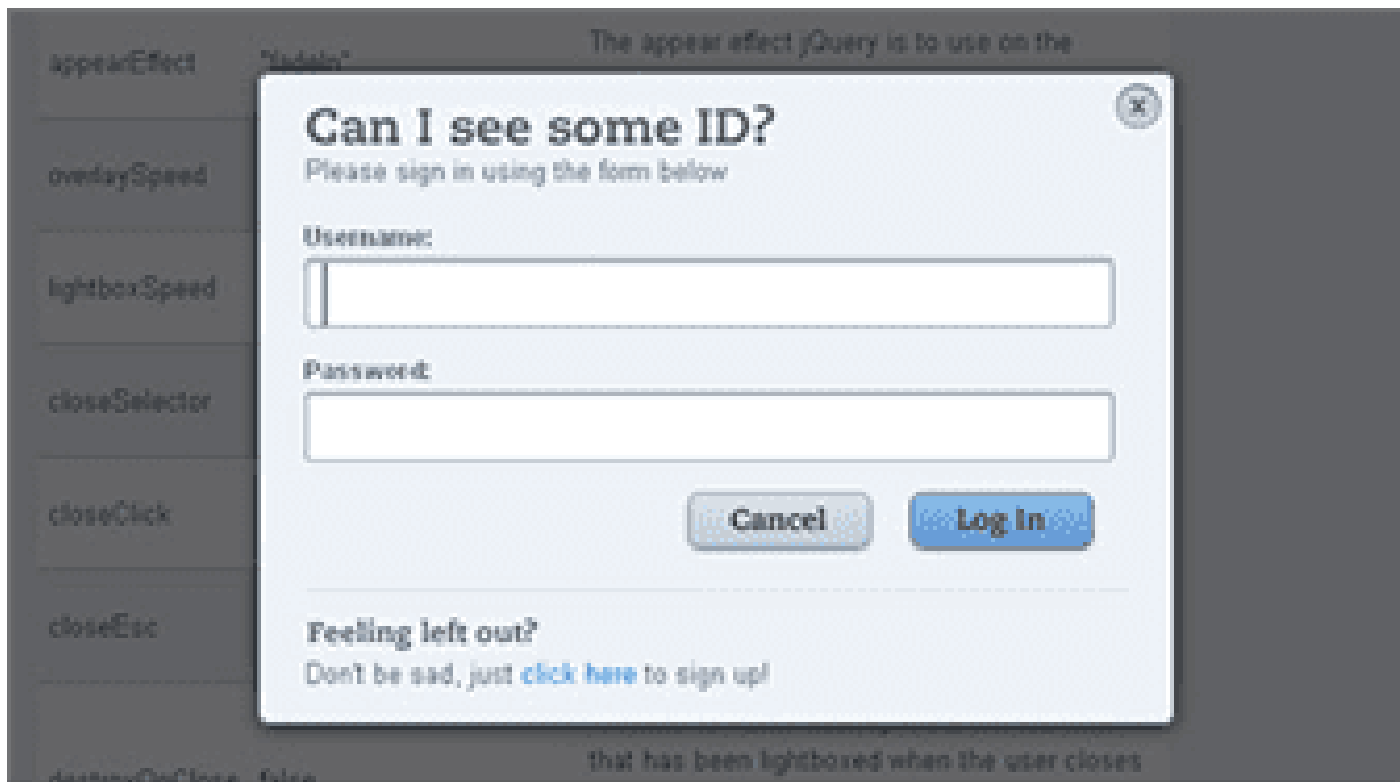 appearEffect "fadeIn" The appear effect jQuery is to use on the
Can I see some ID?
Please sign in using the form below
overlaySpeed
Username:
lightboxSpeed
Password:
closeSelector
closeClick
Cancel Log In
closeEsc
Feeling left out?
Don't be sad, just click here to sign up!
that has been lightboxed when the user closes
destroyOnClose false